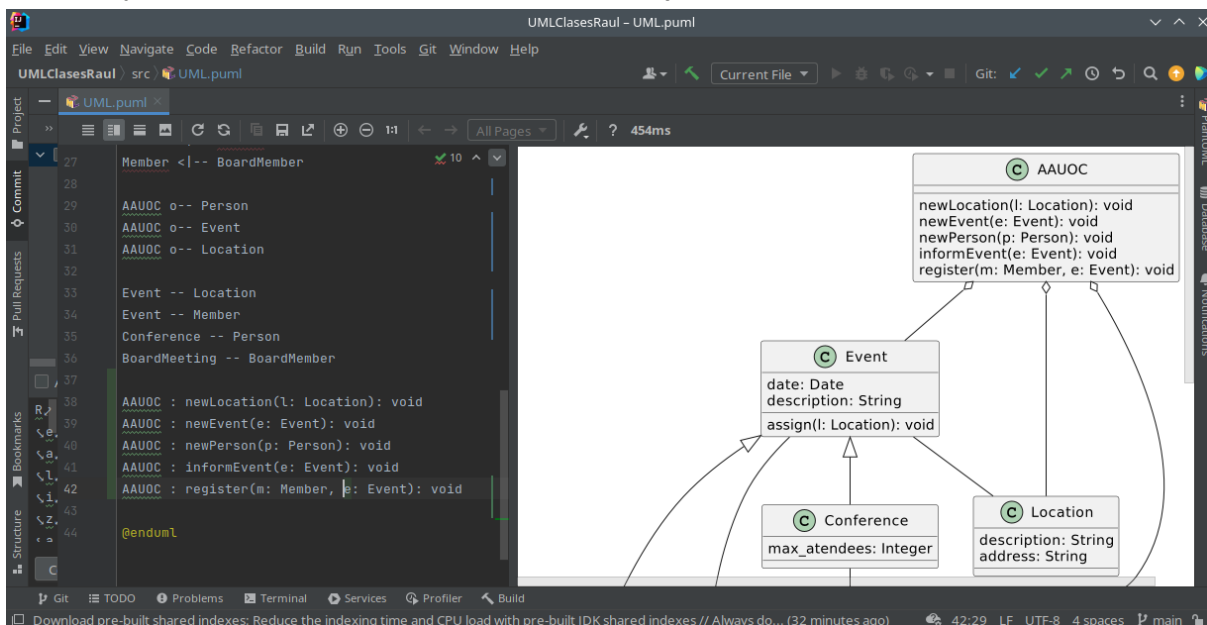 UMLClasesRaul – UML.puml
File Edit View Navigate Code Refactor Build Run Tools Git Window Help
UMLClasesRaul src UML.puml
Current File
Git:
UML.puml
All Pages
454ms
27 Member <|-- BoardMember
10
28
29 AAUOC o-- Person
30 AAUOC o-- Event
31 AAUOC o-- Location
32
33 Event -- Location
34 Event -- Member
35 Conference -- Person
36 BoardMeeting -- BoardMember
37
38 AAUOC : newLocation(l: Location): void
39 AAUOC : newEvent(e: Event): void
40 AAUOC : newPerson(p: Person): void
41 AAUOC : informEvent(e: Event): void
42 AAUOC : register(m: Member, e: Event): void
43
44 @enduml
Project
Commit
Pull Requests
Bookmarks
Structure
C AAUOC
newLocation(l: Location): void
newEvent(e: Event): void
newPerson(p: Person): void
informEvent(e: Event): void
register(m: Member, e: Event): void
C Event
date: Date
description: String
assign(l: Location): void
C Conference
max_atendees: Integer
C Location
description: String
address: String
PlantUML
Database
Notifications
Git TODO Problems Terminal Services Profiler Build
Download pre-built shared indexes: Reduce the indexing time and CPU load with pre-built JDK shared indexes // Always do... (32 minutes ago)
42:29 LF UTF-8 4 spaces main